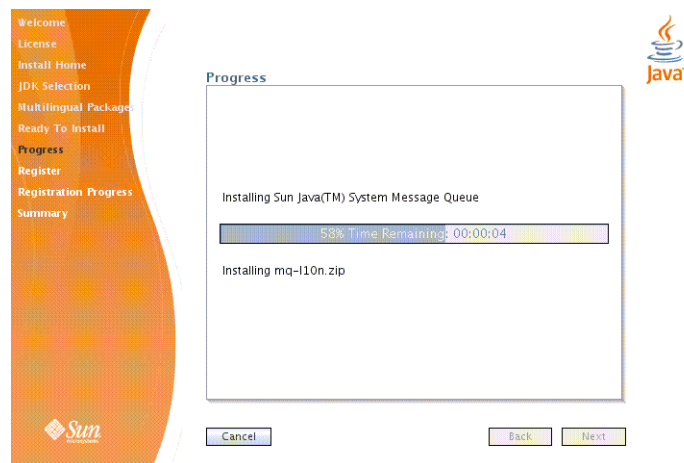 Welcome
License
Install Home
JDK Selection
Multilingual Packages
Ready To Install
Progress
Register
Registration Progress
Summary
Sun
Java
Progress
Installing Sun Java(TM) System Message Queue
58% Time Remaining: 00:00:04
Installing mq-l10n.zip
Cancel
Back
Next